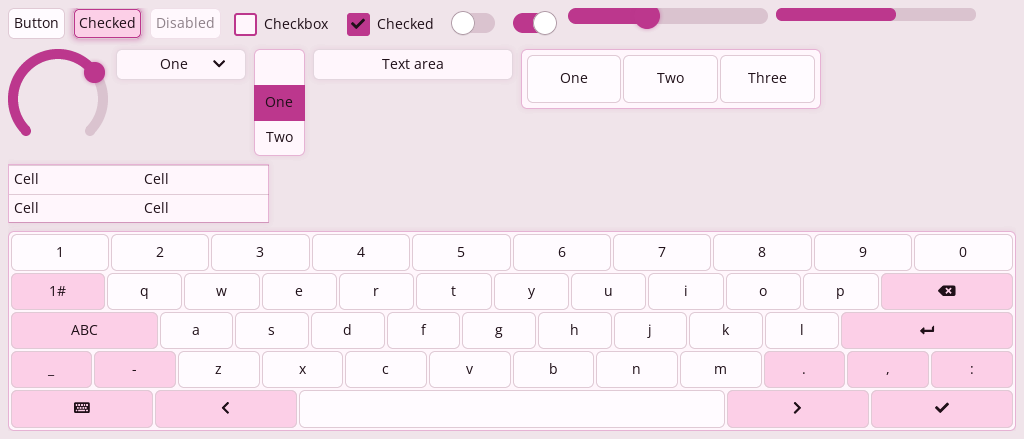 Button Checked Disabled Checkbox Checked
One
One
Two
Text area
One Two Three
Cell Cell
Cell Cell
1 2 3 4 5 6 7 8 9 0
1# q w e r t y u i o p
ABC a s d f g h j k l
_ - z x c v b n m . , :